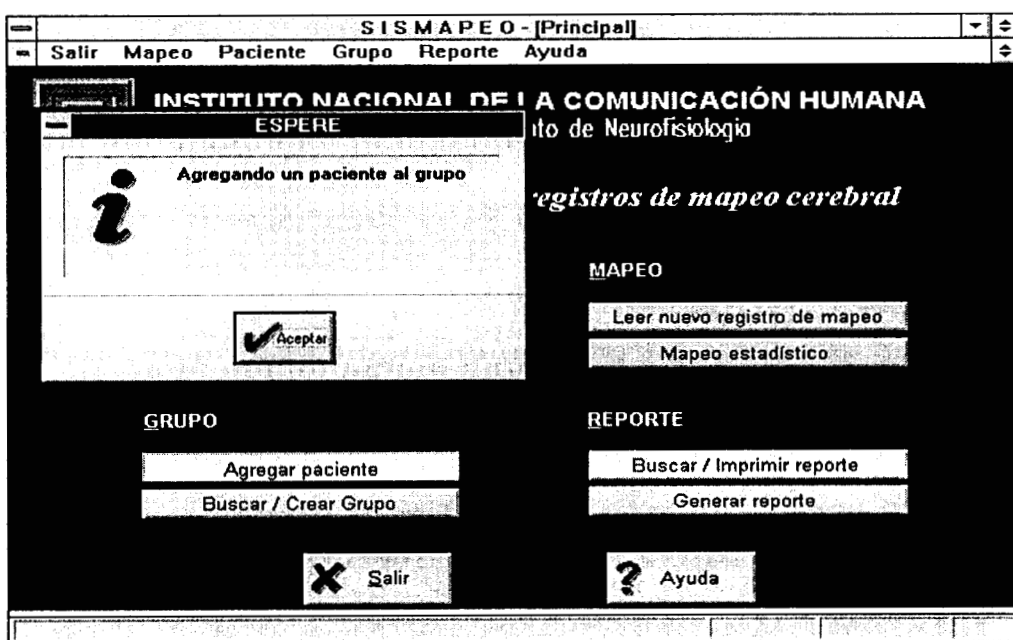 SISMAPEO - [Principal]
Salir Mapeo Paciente Grupo Reporte Ayuda
INSTITUTO NACIONAL DE LA COMUNICACIÓN HUMANA
ito de Neurofisiologia
registros de mapeo cerebral
ESPERE
Agregando un paciente al grupo
Aceptar
MAPEO
Leer nuevo registro de mapeo
Mapeo estadístico
GRUPO
Agregar paciente
Buscar / Crear Grupo
REPORTE
Buscar / Imprimir reporte
Generar reporte
Salir
Ayuda